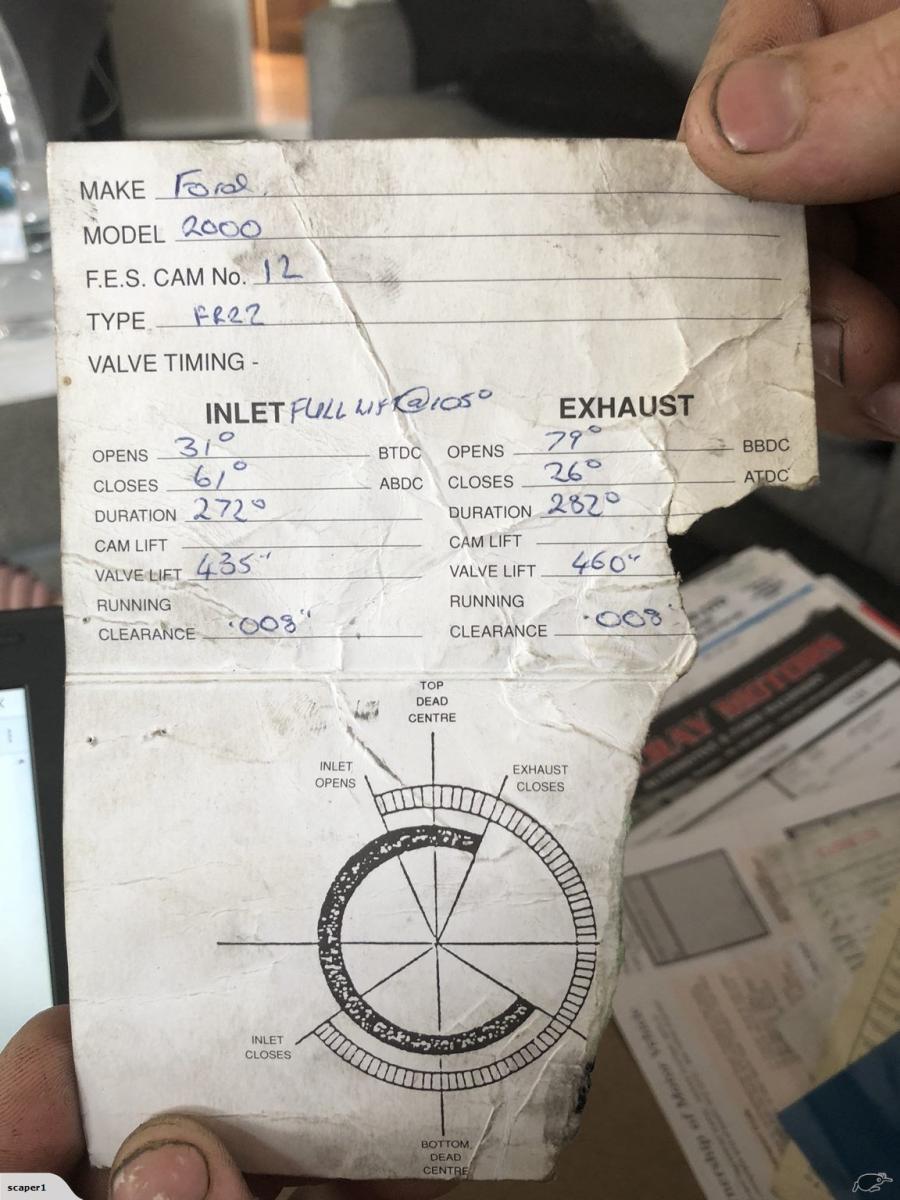 MAKE Ford
MODEL 2000
F.E.S. CAM No. 12
TYPE FR22
VALVE TIMING -
INLET FULL LIFT @ 105° EXHAUST
OPENS 31° BTDC OPENS 79° BBDC
CLOSES 61° ABDC CLOSES 26° ATDC
DURATION 272° DURATION 282°
CAM LIFT CAM LIFT
VALVE LIFT 435" VALVE LIFT 460"
RUNNING RUNNING
CLEARANCE .008" CLEARANCE .008"
TOP
DEAD
CENTRE
INLET
OPENS
EXHAUST
CLOSES
INLET
CLOSES
BOTTOM
DEAD
CENTRE
MOTORS
scaper1